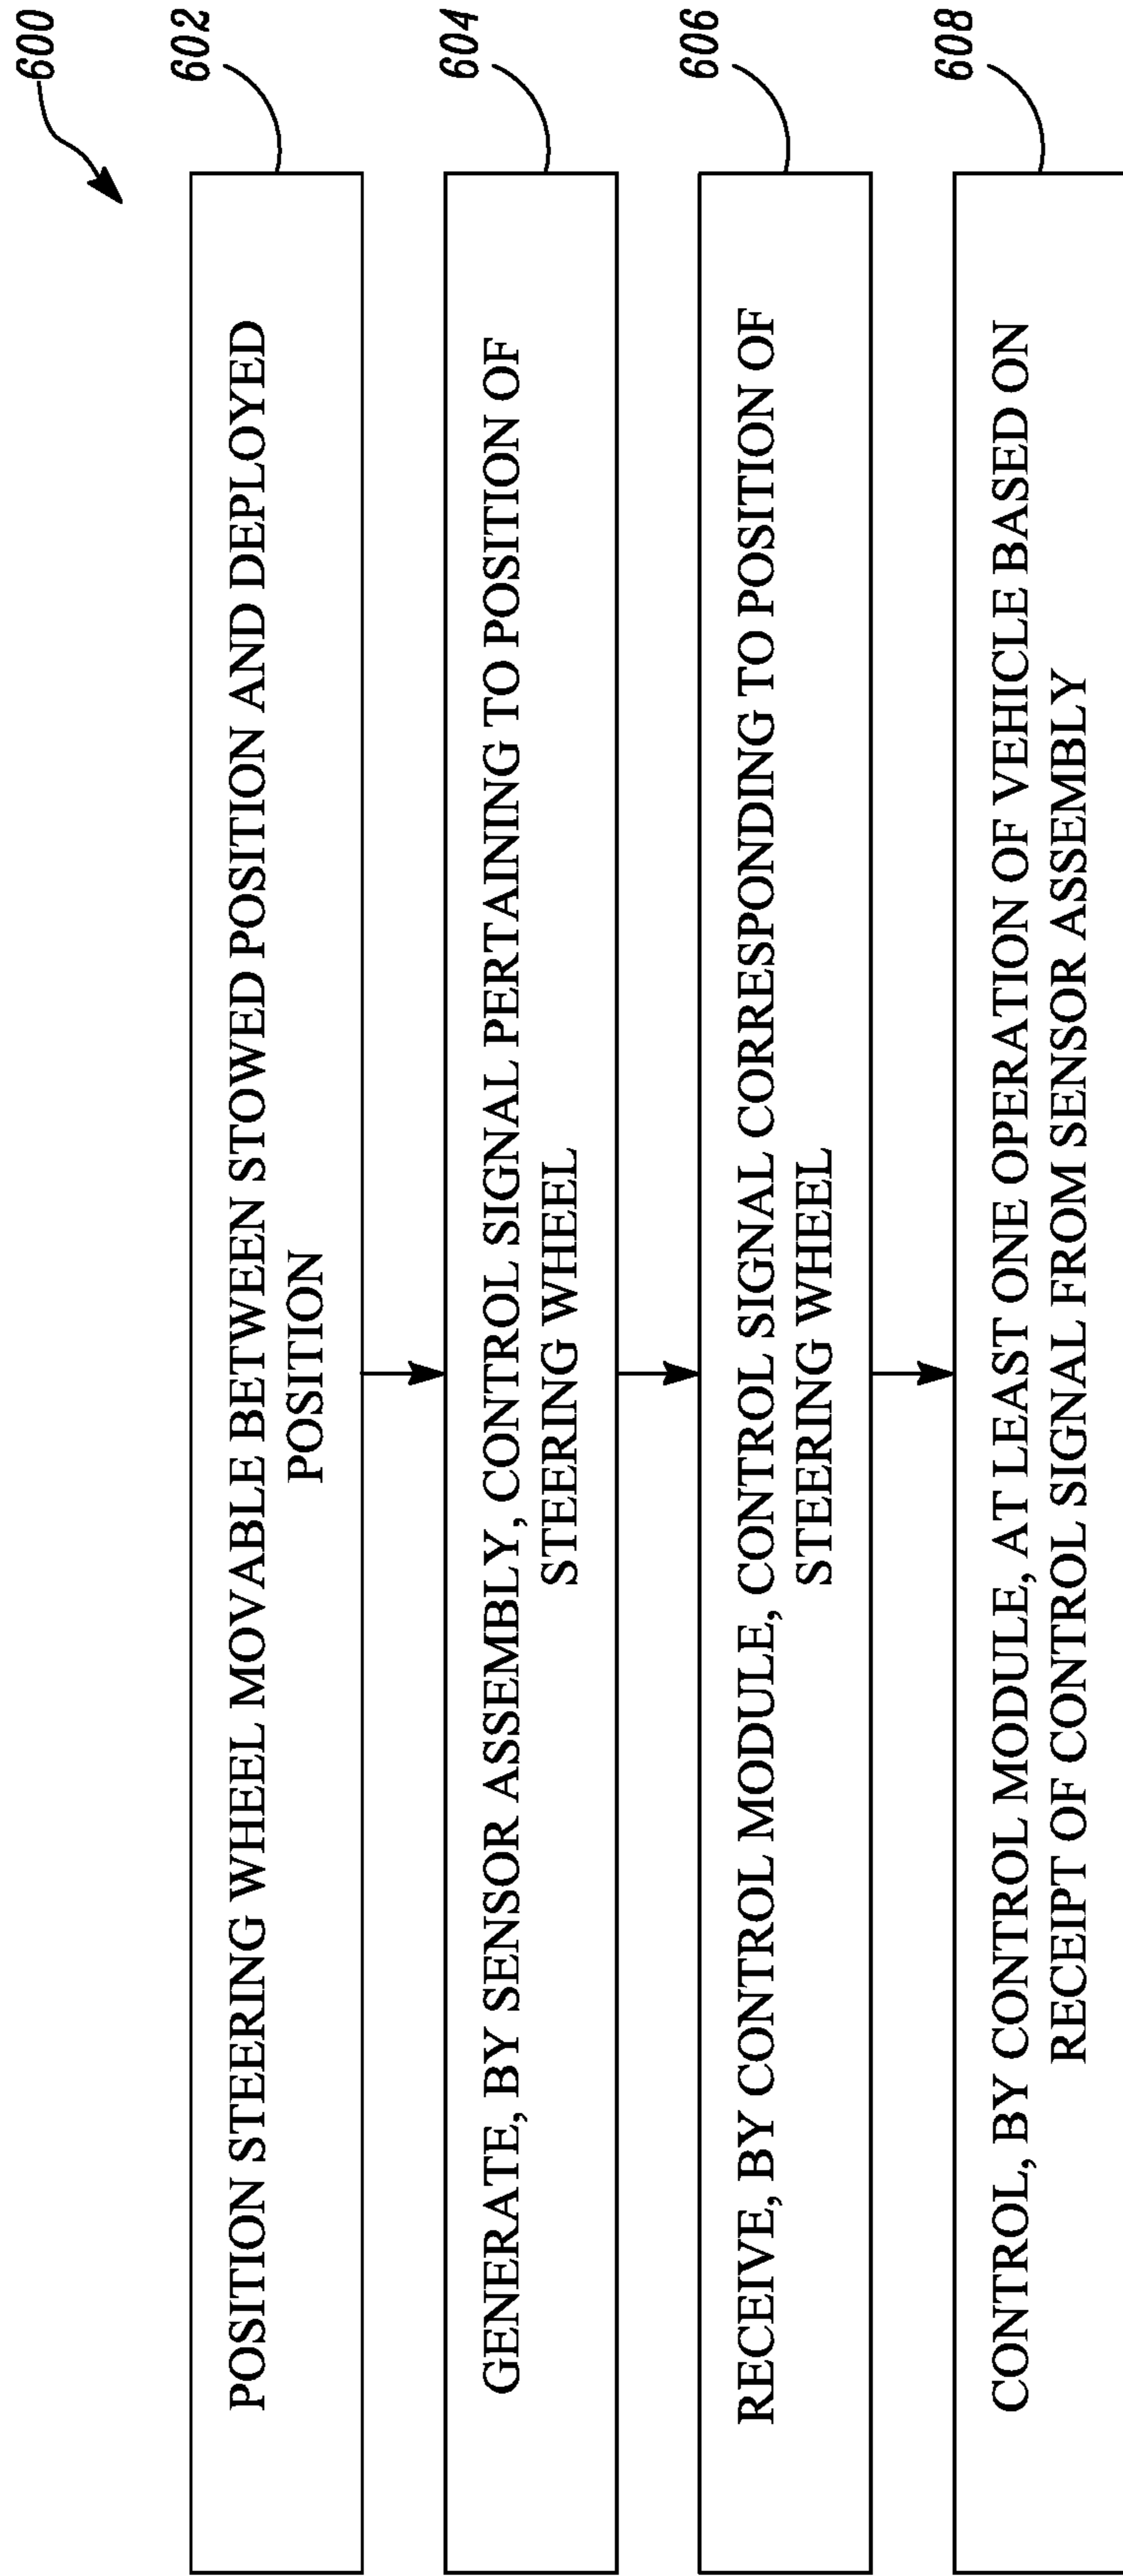 600
602
POSITION STEERING WHEEL MOVABLE BETWEEN STOWED POSITION AND DEPLOYED
POSITION
604
GENERATE, BY SENSOR ASSEMBLY, CONTROL SIGNAL PERTAINING TO POSITION OF
STEERING WHEEL
606
RECEIVE, BY CONTROL MODULE, CONTROL SIGNAL CORRESPONDING TO POSITION OF
STEERING WHEEL
608
CONTROL, BY CONTROL MODULE, AT LEAST ONE OPERATION OF VEHICLE BASED ON
RECEIPT OF CONTROL SIGNAL FROM SENSOR ASSEMBLY